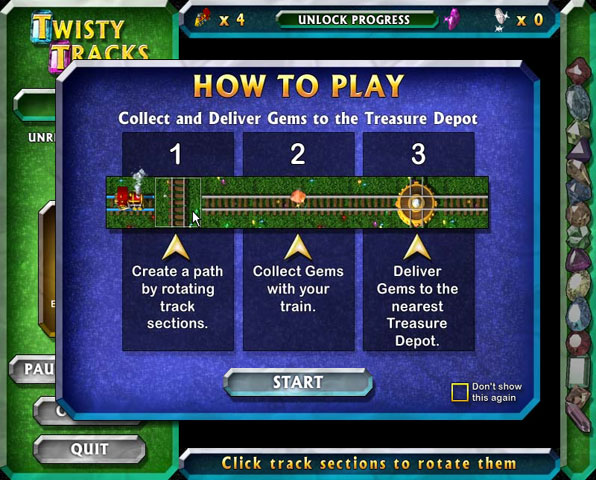 TWISTY
TRACKS
x 4
UNLOCK PROGRESS
x 0
HOW TO PLAY
Collect and Deliver Gems to the Treasure Depot
1
2
3
Create a path
by rotating
track
sections.
Collect Gems
with your
train.
Deliver
Gems to the
nearest
Treasure
Depot.
START
Don't show
this again
QUIT
Click track sections to rotate them